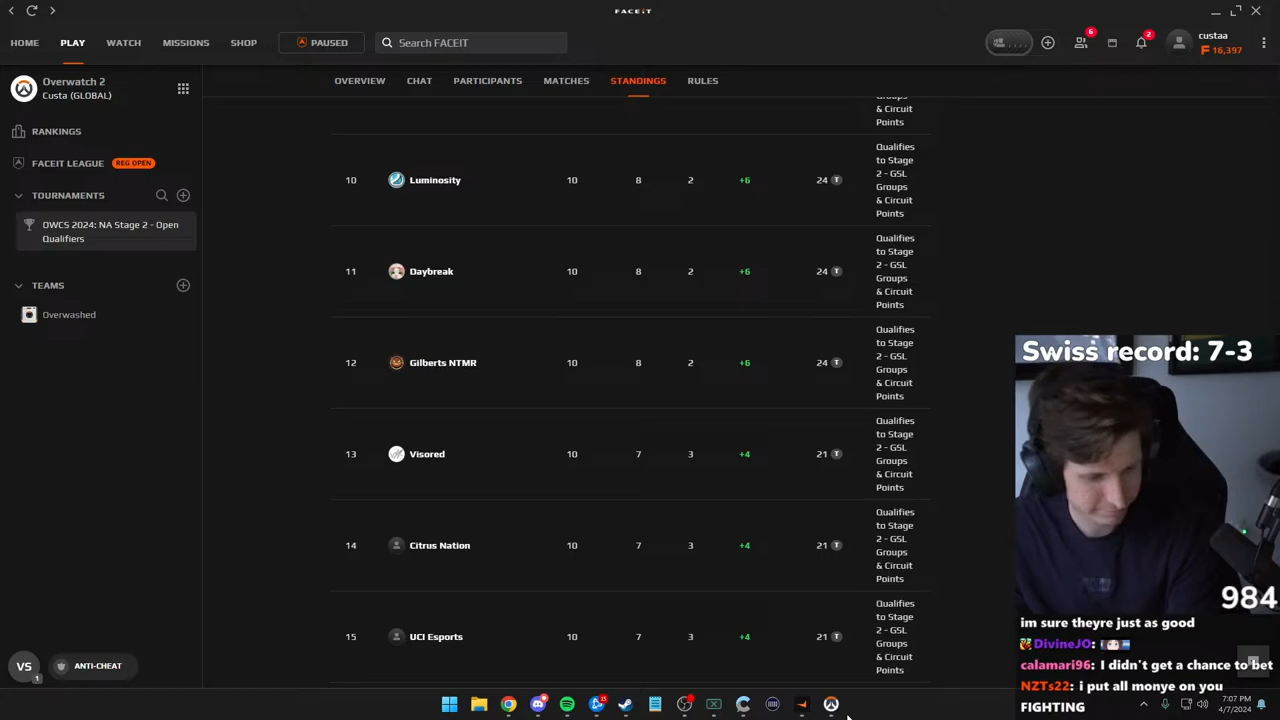 FACEIT
HOME
PLAY
WATCH
MISSIONS
SHOP
PAUSED
Search FACEIT
6
2
custaa
16,397
Overwatch 2
Custa (GLOBAL)
RANKINGS
FACEIT LEAGUE REG OPEN
TOURNAMENTS
OWCS 2024: NA Stage 2 - Open
Qualifiers
TEAMS
Overwashed
VS
1
ANTI-CHEAT
OVERVIEW
CHAT
PARTICIPANTS
MATCHES
STANDINGS
RULES
Groups
& Circuit
Points
10 Luminosity 10 8 2 +6 24 T
Qualifies
to Stage
2 - GSL
Groups
& Circuit
Points
11 Daybreak 10 8 2 +6 24 T
Qualifies
to Stage
2 - GSL
Groups
& Circuit
Points
12 Gilberts NTMR 10 8 2 +6 24 T
Qualifies
to Stage
2 - GSL
Groups
& Circuit
Points
13 Visored 10 7 3 +4 21 T
Qualifies
to Stage
2 - GSL
Groups
& Circuit
Points
14 Citrus Nation 10 7 3 +4 21 T
Qualifies
to Stage
2 - GSL
Groups
& Circuit
Points
15 UCI Esports 10 7 3 +4 21 T
Qualifies
to Stage
2 - GSL
Groups
& Circuit
Points
Swiss record: 7-3
984
im sure theyre just as good
DivineJO:
calamari96: I didn't get a chance to bet
NZTs22: i put all monye on you
FIGHTING
7:07 PM
4/7/2024